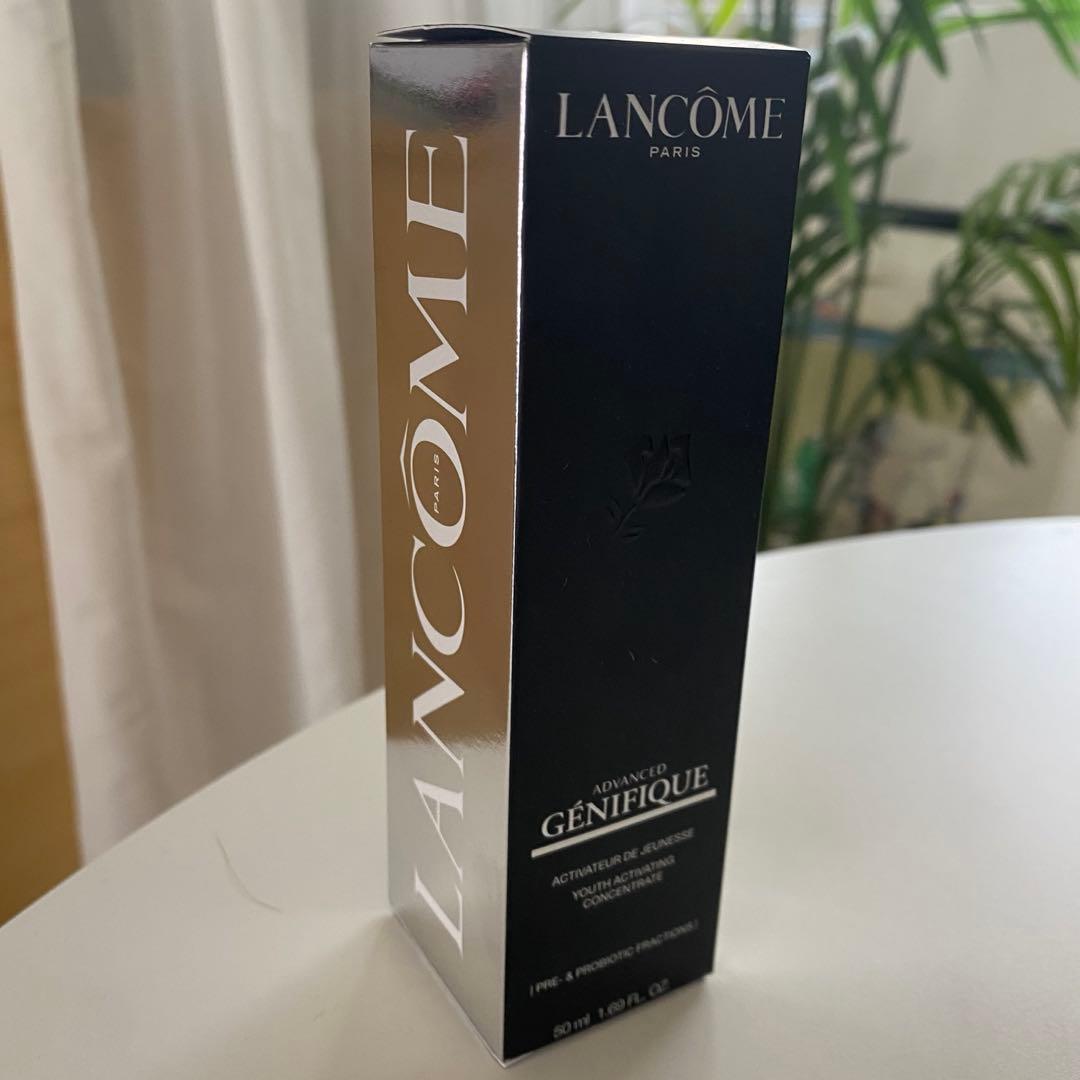 LANCÔME
PARIS
LANCÔME
PARIS
ADVANCED
GÉNIFIQUE
ACTIVATEUR DE JEUNESSE
YOUTH ACTIVATING
CONCENTRATE
| PRE- & PROBIOTIC FRACTIONS |
50 ml 1.69 FL. OZ